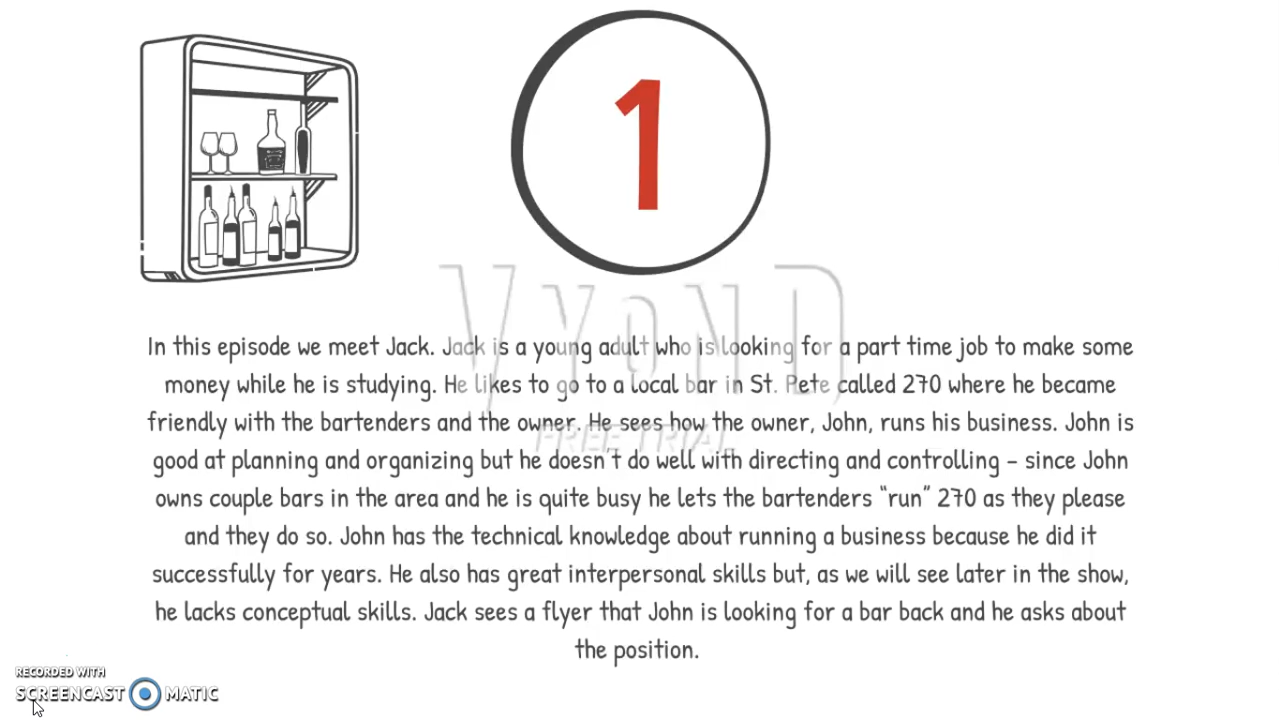 1
VYOND
FREE TRIAL
In this episode we meet Jack. Jack is a young adult who is looking for a part time job to make some
money while he is studying. He likes to go to a local bar in St. Pete called 270 where he became
friendly with the bartenders and the owner. He sees how the owner, John, runs his business. John is
good at planning and organizing but he doesn't do well with directing and controlling – since John
owns couple bars in the area and he is quite busy he lets the bartenders “run” 270 as they please
and they do so. John has the technical knowledge about running a business because he did it
successfully for years. He also has great interpersonal skills but, as we will see later in the show,
he lacks conceptual skills. Jack sees a flyer that John is looking for a bar back and he asks about
the position.
RECORDED WITH
SCREENCAST MATIC